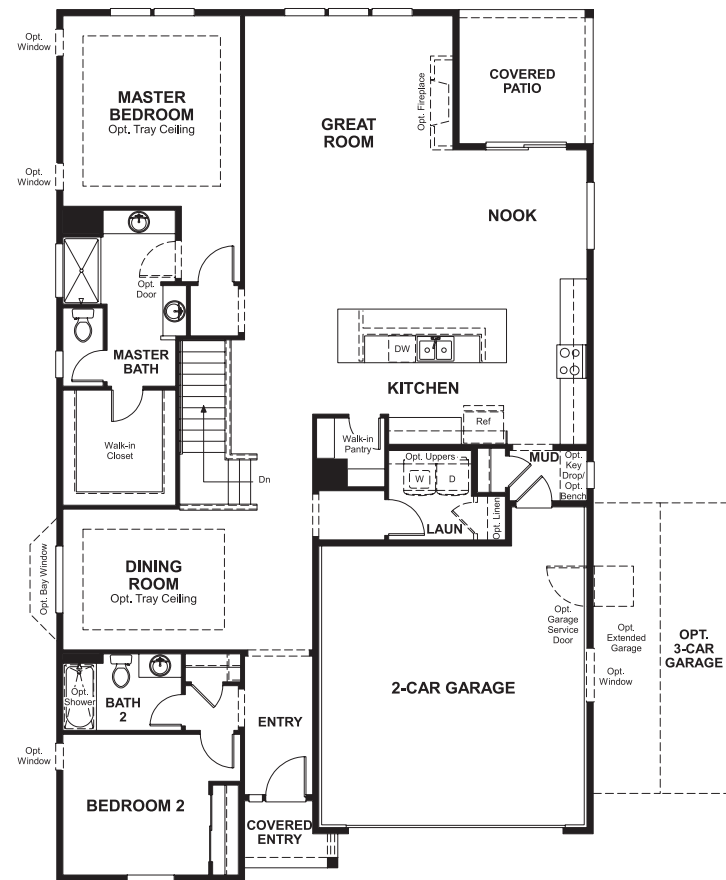 Opt.
Window
MASTER
BEDROOM
Opt. Tray Ceiling
Opt.
Window
GREAT
ROOM
Opt. Fireplace
COVERED
PATIO
NOOK
Opt.
Door
MASTER
BATH
DW
KITCHEN
Ref
Walk-in
Closet
Walk-in
Pantry
Opt. Uppers
W
D
MUD
Opt.
Key
Drop/
Opt.
Bench
Dn
LAUN
Opt. Linen
Opt. Bay Window
DINING
ROOM
Opt. Tray Ceiling
Opt.
Garage
Service
Door
Opt.
Extended
Garage
Opt.
Window
OPT.
3-CAR
GARAGE
2-CAR GARAGE
Opt.
Shower
BATH
2
ENTRY
Opt.
Window
BEDROOM 2
COVERED
ENTRY